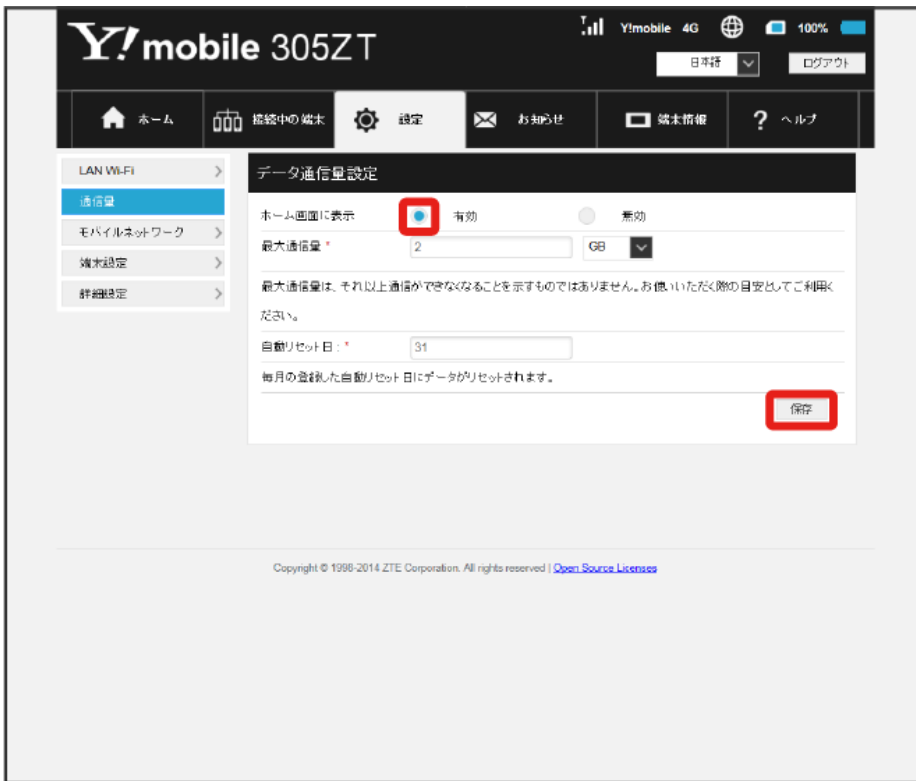 Y! mobile 305ZT
Y!mobile 4G 100%
日本語 ログアウト
ホーム 接続中の端末 設定 お知らせ 端末情報 ? ヘルプ
LAN Wi-Fi
通信量
モバイルネットワーク
端末設定
詳細設定
データ通信量設定
ホーム画面に表示 有効 無効
最大通信量 * 2 GB
最大通信量は、それ以上通信ができなくなることを示すものではありません。お使いいただく際の目安としてご利用く
ださい。
自動リセット日 : * 31
毎月の登録した自動リセット日にデータがリセットされます。
保存
Copyright © 1998-2014 ZTE Corporation. All rights reserved | Open Source Licenses